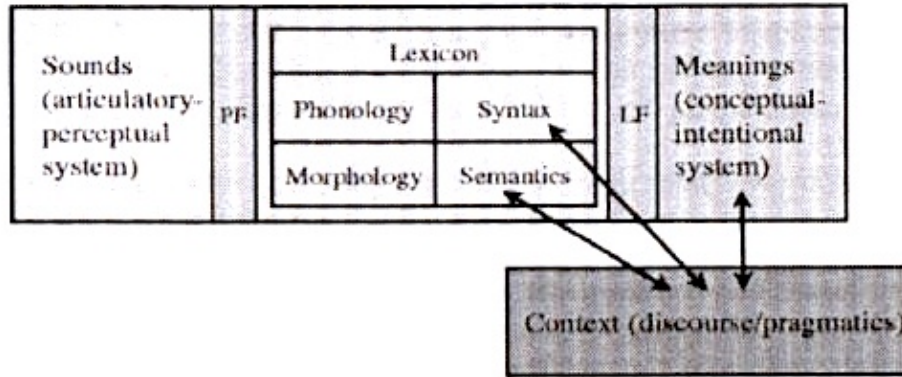 Sounds
(articulatory-
perceptual
system)
PF
Lexicon
Phonology
Syntax
Morphology
Semantics
LF
Meanings
(conceptual-
intentional
system)
Context (discourse/pragmatics)